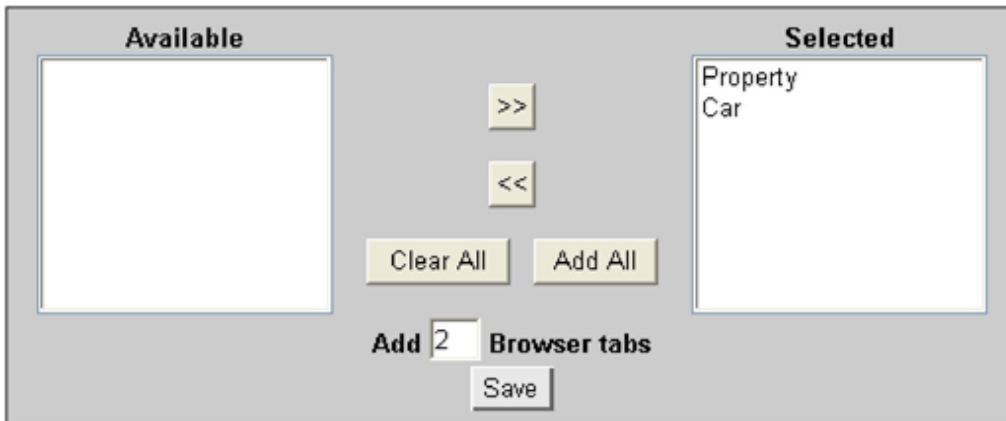 Available
Selected
Property
Car
>>
<<
Clear All Add All
Add 2 Browser tabs
Save